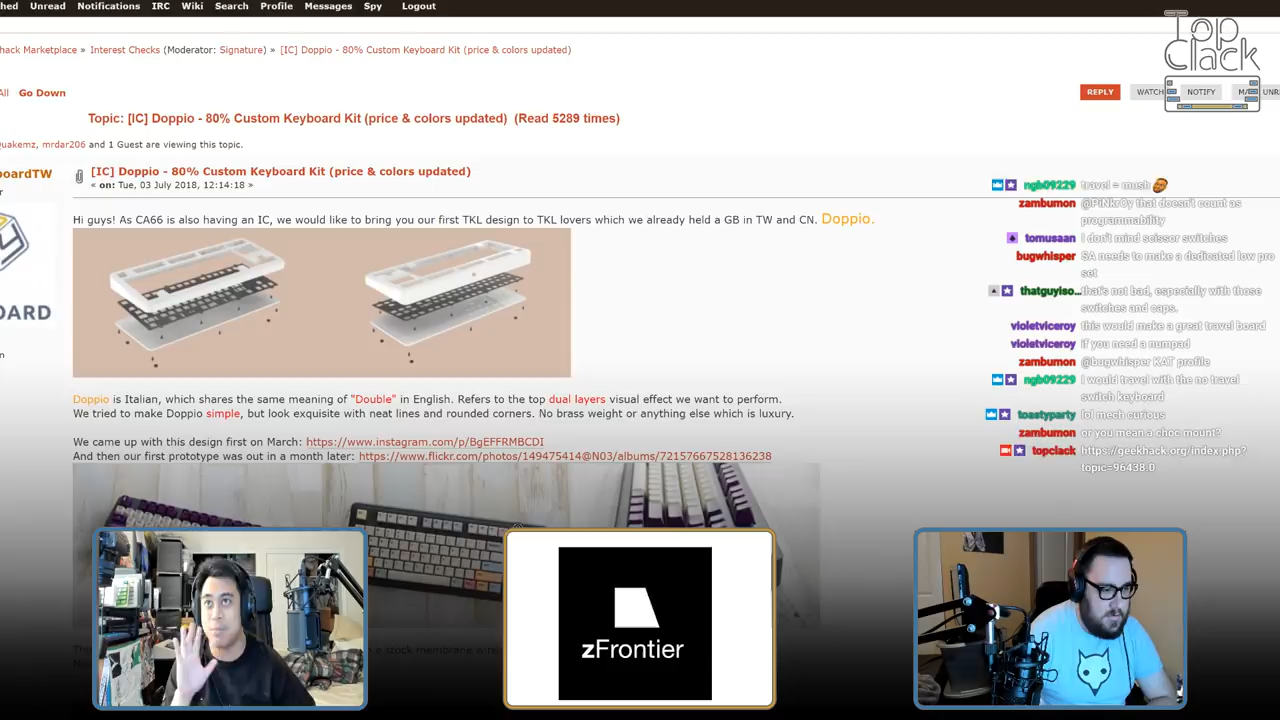 hed Unread Notifications IRC Wiki Search Profile Messages Spy Logout
Top Clack
hack Marketplace » Interest Checks (Moderator: Signature) » [IC] Doppio - 80% Custom Keyboard Kit (price & colors updated)
All Go Down
REPLY WATCH NOTIFY
Topic: [IC] Doppio - 80% Custom Keyboard Kit (price & colors updated) (Read 5289 times)
Quakemz, mrdar206 and 1 Guest are viewing this topic.
boardTW
[IC] Doppio - 80% Custom Keyboard Kit (price & colors updated)
« on: Tue, 03 July 2018, 12:14:18 »
Hi guys! As CA66 is also having an IC, we would like to bring you our first TKL design to TKL lovers which we already held a GB in TW and CN. Doppio.
OARD
Doppio is Italian, which shares the same meaning of "Double" in English. Refers to the top dual layers visual effect we want to perform.
We tried to make Doppio simple, but look exquisite with neat lines and rounded corners. No brass weight or anything else which is luxury.
We came up with this design first on March: https://www.instagram.com/p/BgEFFRMBCDI
And then our first prototype was out in a month later: https://www.flickr.com/photos/149475414@N03/albums/72157667528136238
ngb09229 travel = mush
zambumon @PiNkrOy that doesn't count as
programmability
tomusaan I don't mind scissor switches
bugwhisper SA needs to make a dedicated low pro
set
thatguyiso... that's not bad, especially with those
switches and caps.
violetviceroy this would make a great travel board
violetviceroy if you need a numpad
zambumon @bugwhisper KAT profile
ngb09229 I would travel with the no travel
switch keyboard
toastyparty lol mech curious
zambumon or you mean a choc mount?
topclack https://geekhack.org/index.php?
topic=96438.0
zFrontier